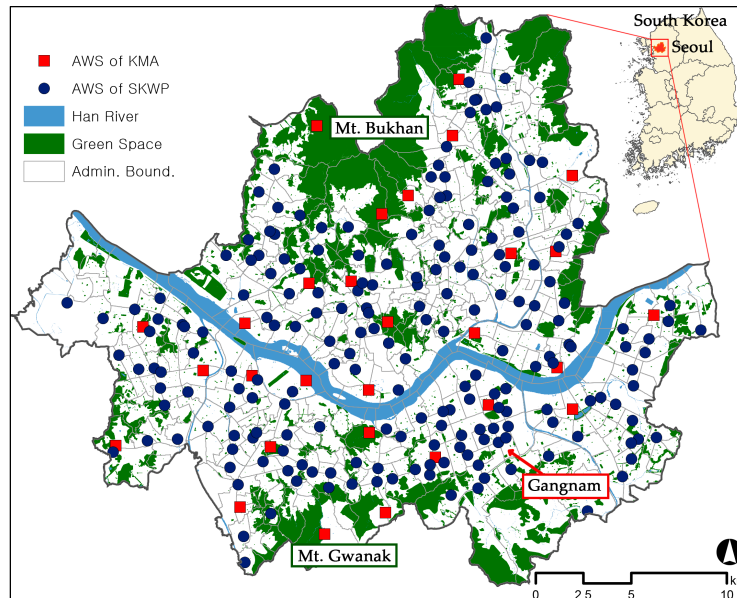 South Korea
Seoul
AWS of KMA
AWS of SKWP
Han River
Green Space
Admin. Bound.
Mt. Bukhan
Gangnam
Mt. Gwanak
0 2.5 5 10
k